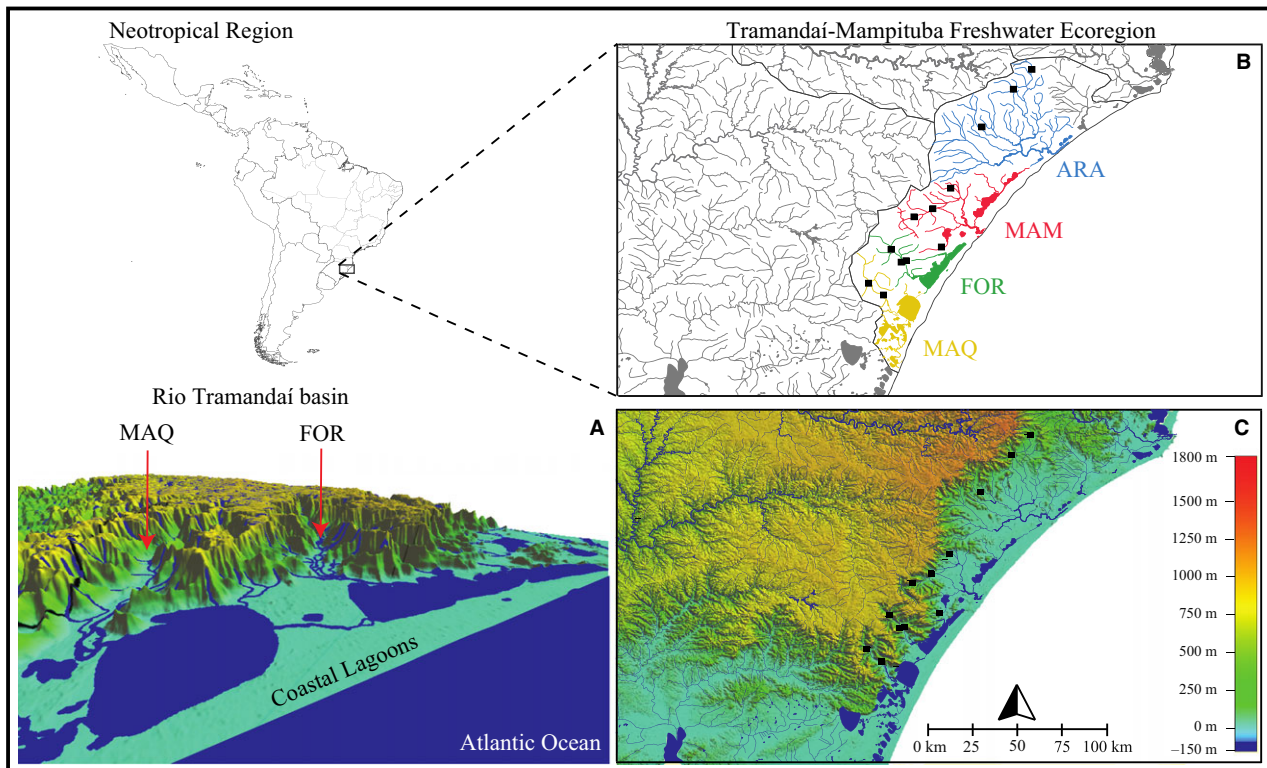 Neotropical Region
Tramandaí-Mampituba Freshwater Ecoregion
B
ARA
MAM
FOR
MAQ
Rio Tramandaí basin
MAQ
FOR
A
Coastal Lagoons
Atlantic Ocean
C
1800 m
1500 m
1000 m
750 m
500 m
250 m
0 m
−150 m
0 km 25 50 75 100 km